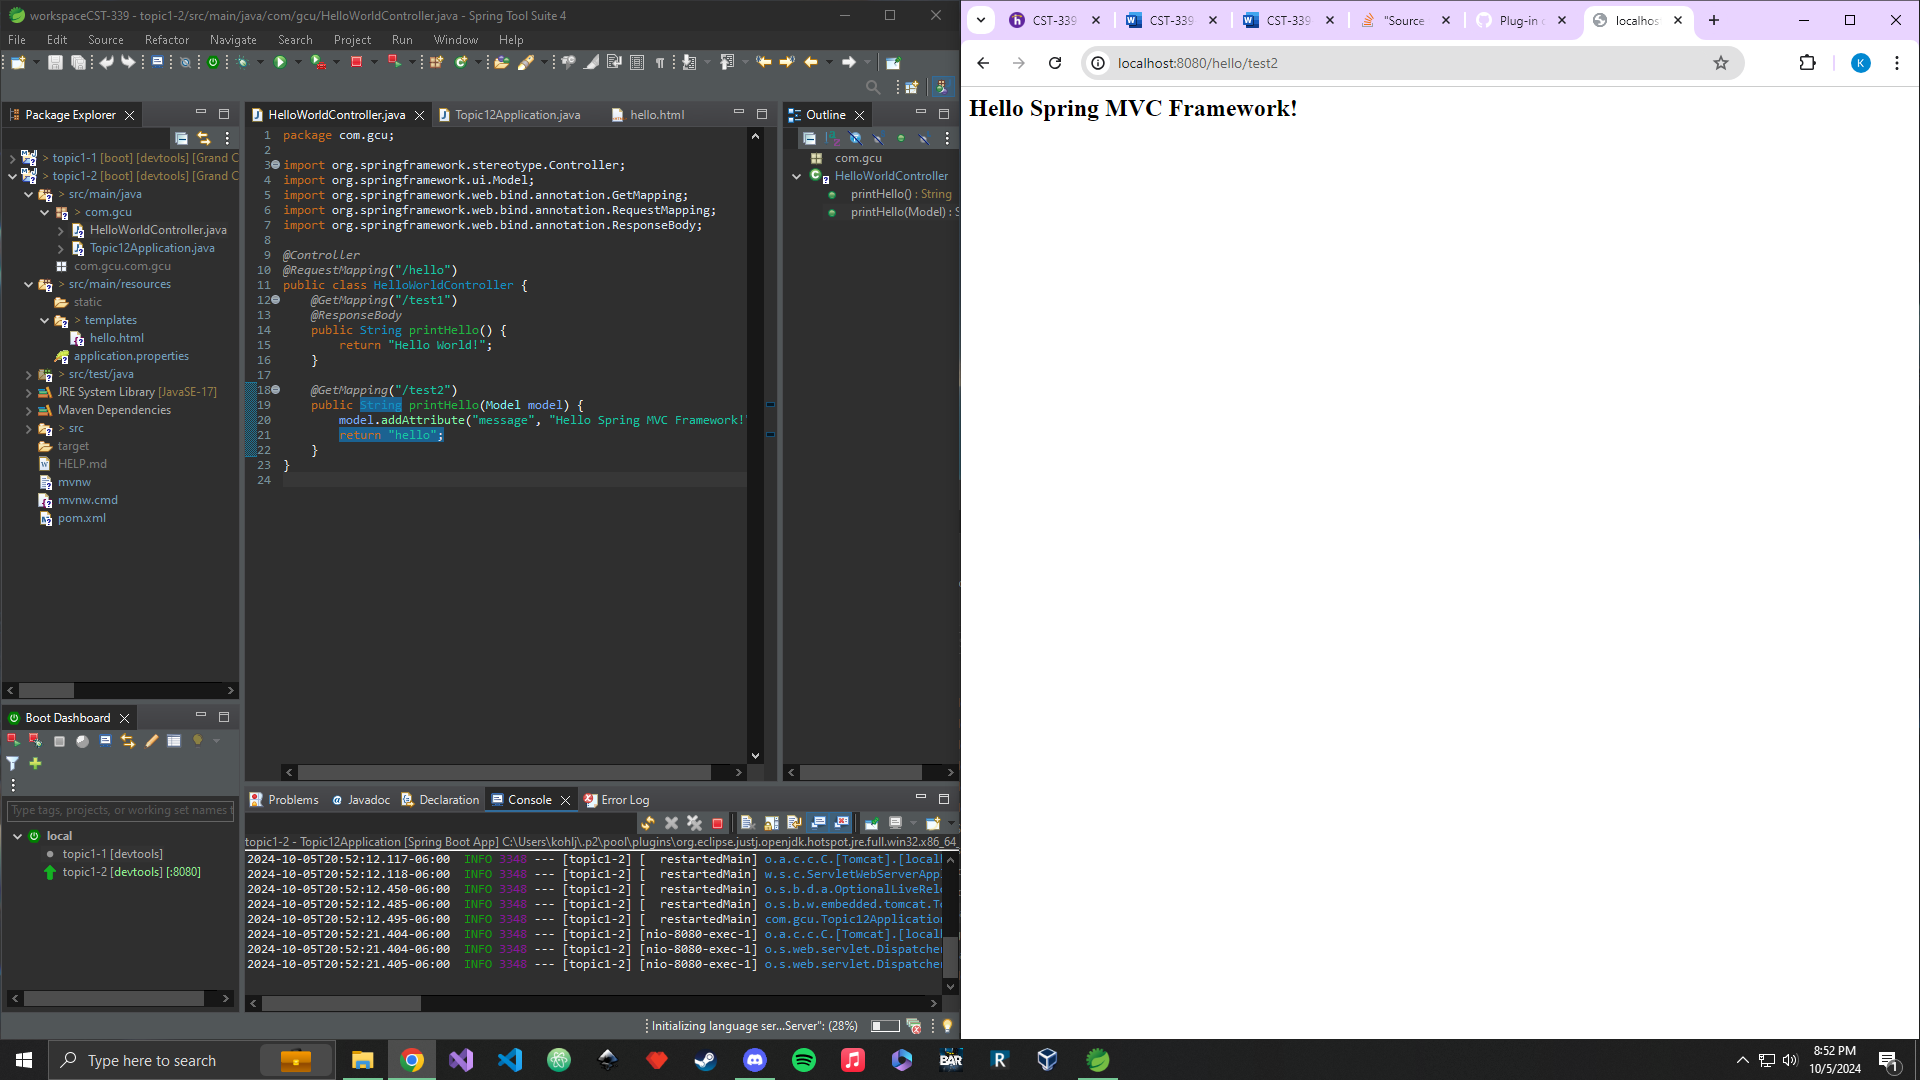 workspaceCST-339 - topic1-2/src/main/java/com/gcu/HelloWorldController.java - Spring Tool Suite 4
File Edit Source Refactor Navigate Search Project Run Window Help
Package Explorer
> topic1-1 [boot] [devtools] [Grand C
> topic1-2 [boot] [devtools] [Grand C
> src/main/java
> com.gcu
HelloWorldController.java
Topic12Application.java
com.gcu.com.gcu
> src/main/resources
static
> templates
hello.html
application.properties
> src/test/java
JRE System Library [JavaSE-17]
Maven Dependencies
> src
target
HELP.md
mvnw
mvnw.cmd
pom.xml
Boot Dashboard
Type tags, projects, or working set names t
local
topic1-1 [devtools]
topic1-2 [devtools] [:8080]
HelloWorldController.java Topic12Application.java hello.html
1 package com.gcu;
2
3 import org.springframework.stereotype.Controller;
4 import org.springframework.ui.Model;
5 import org.springframework.web.bind.annotation.GetMapping;
6 import org.springframework.web.bind.annotation.RequestMapping;
7 import org.springframework.web.bind.annotation.ResponseBody;
8
9 @Controller
10 @RequestMapping("/hello")
11 public class HelloWorldController {
12 @GetMapping("/test1")
13 @ResponseBody
14 public String printHello() {
15 return "Hello World!";
16 }
17
18 @GetMapping("/test2")
19 public String printHello(Model model) {
20 model.addAttribute("message", "Hello Spring MVC Framework!"
21 return "hello";
22 }
23 }
24
Outline
com.gcu
HelloWorldController
printHello() : String
printHello(Model) : S
Problems Javadoc Declaration Console Error Log
topic1-2 - Topic12Application [Spring Boot App] C:\Users\kohlj\.p2\pool\plugins\org.eclipse.justj.openjdk.hotspot.jre.full.win32.x86_64_
2024-10-05T20:52:12.117-06:00 INFO 3348 --- [topic1-2] [ restartedMain] o.a.c.c.C.[Tomcat].[local
2024-10-05T20:52:12.118-06:00 INFO 3348 --- [topic1-2] [ restartedMain] w.s.c.ServletWebServerApp
2024-10-05T20:52:12.450-06:00 INFO 3348 --- [topic1-2] [ restartedMain] o.s.b.d.a.OptionalLiveRel
2024-10-05T20:52:12.485-06:00 INFO 3348 --- [topic1-2] [ restartedMain] o.s.b.w.embedded.tomcat.T
2024-10-05T20:52:12.495-06:00 INFO 3348 --- [topic1-2] [ restartedMain] com.gcu.Topic12Application
2024-10-05T20:52:21.404-06:00 INFO 3348 --- [topic1-2] [nio-8080-exec-1] o.a.c.c.C.[Tomcat].[local
2024-10-05T20:52:21.404-06:00 INFO 3348 --- [topic1-2] [nio-8080-exec-1] o.s.web.servlet.Dispatche
2024-10-05T20:52:21.405-06:00 INFO 3348 --- [topic1-2] [nio-8080-exec-1] o.s.web.servlet.Dispatche
Initializing language ser...Server": (28%)
CST-339 CST-339 CST-339 "Source Plug-in localhos
localhost:8080/hello/test2
K
Hello Spring MVC Framework!
Type here to search
BAR
R
8:52 PM
10/5/2024
1